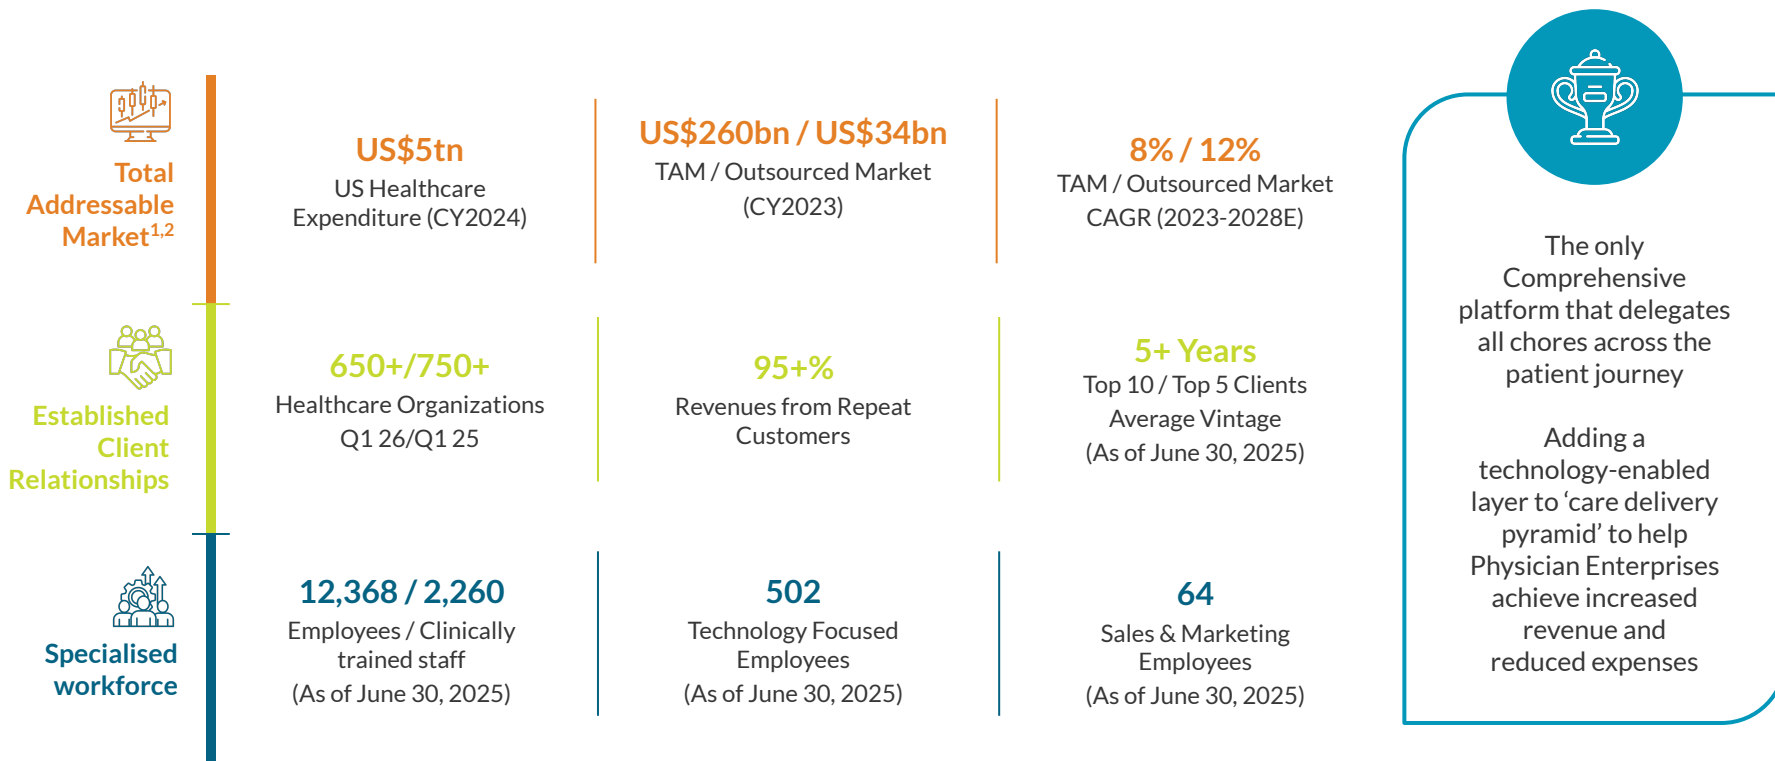 Total
Addressable
Market1,2
US$5tn
US Healthcare
Expenditure (CY2024)
US$260bn / US$34bn
TAM / Outsourced Market
(CY2023)
8% / 12%
TAM / Outsourced Market
CAGR (2023-2028E)
Established
Client
Relationships
650+/750+
Healthcare Organizations
Q1 26/Q1 25
95+%
Revenues from Repeat
Customers
5+ Years
Top 10 / Top 5 Clients
Average Vintage
(As of June 30, 2025)
Specialised
workforce
12,368 / 2,260
Employees / Clinically
trained staff
(As of June 30, 2025)
502
Technology Focused
Employees
(As of June 30, 2025)
64
Sales & Marketing
Employees
(As of June 30, 2025)
The only
Comprehensive
platform that delegates
all chores across the
patient journey
Adding a
technology-enabled
layer to ‘care delivery
pyramid’ to help
Physician Enterprises
achieve increased
revenue and
reduced expenses